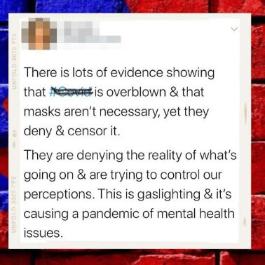 There is lots of evidence showing
that #Covid is overblown & that
masks aren't necessary, yet they
deny & censor it.
They are denying the reality of what's
going on & are trying to control our
perceptions. This is gaslighting & it's
causing a pandemic of mental health
issues.